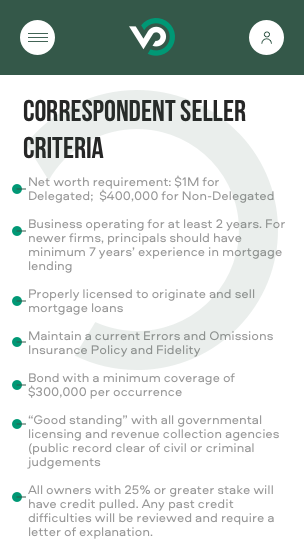 CORRESPONDENT SELLER
CRITERIA
Net worth requirement: $1M for
Delegated;  $400,000 for Non-Delegated
Business operating for at least 2 years. For
newer firms, principals should have
minimum 7 years' experience in mortgage
lending
Properly licensed to originate and sell
mortgage loans
Maintain a current Errors and Omissions
Insurance Policy and Fidelity
Bond with a minimum coverage of
$300,000 per occurrence
“Good standing” with all governmental
licensing and revenue collection agencies
(public record clear of civil or criminal
judgements
All owners with 25% or greater stake will
have credit pulled. Any past credit
difficulties will be reviewed and require a
letter of explanation.